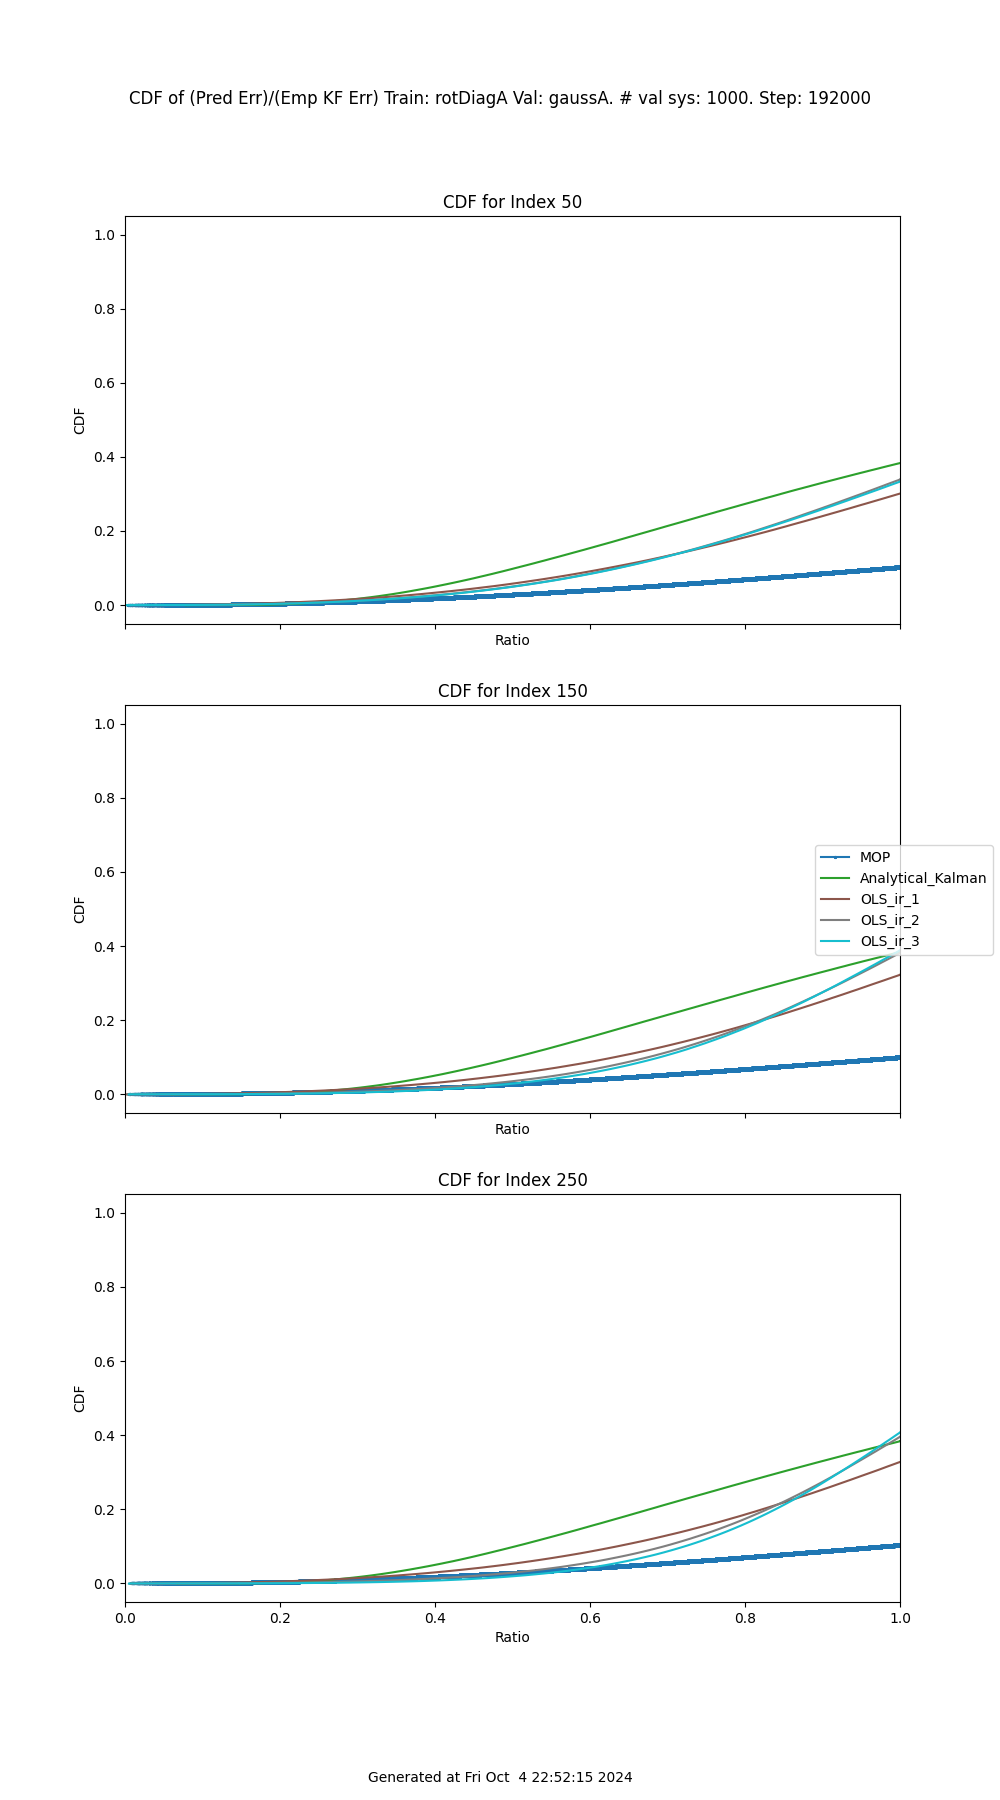 CDF of (Pred Err)/(Emp KF Err) Train: rotDiagA Val: gaussA. # val sys: 1000. Step: 192000
CDF for Index 50
1.0
0.8
0.6
0.4
0.2
0.0
CDF
Ratio
CDF for Index 150
1.0
0.8
0.6
0.4
0.2
0.0
CDF
MOP
Analytical_Kalman
OLS_ir_1
OLS_ir_2
OLS_ir_3
Ratio
CDF for Index 250
1.0
0.8
0.6
0.4
0.2
0.0
CDF
0.0 0.2 0.4 0.6 0.8 1.0
Ratio
Generated at Fri Oct  4 22:52:15 2024